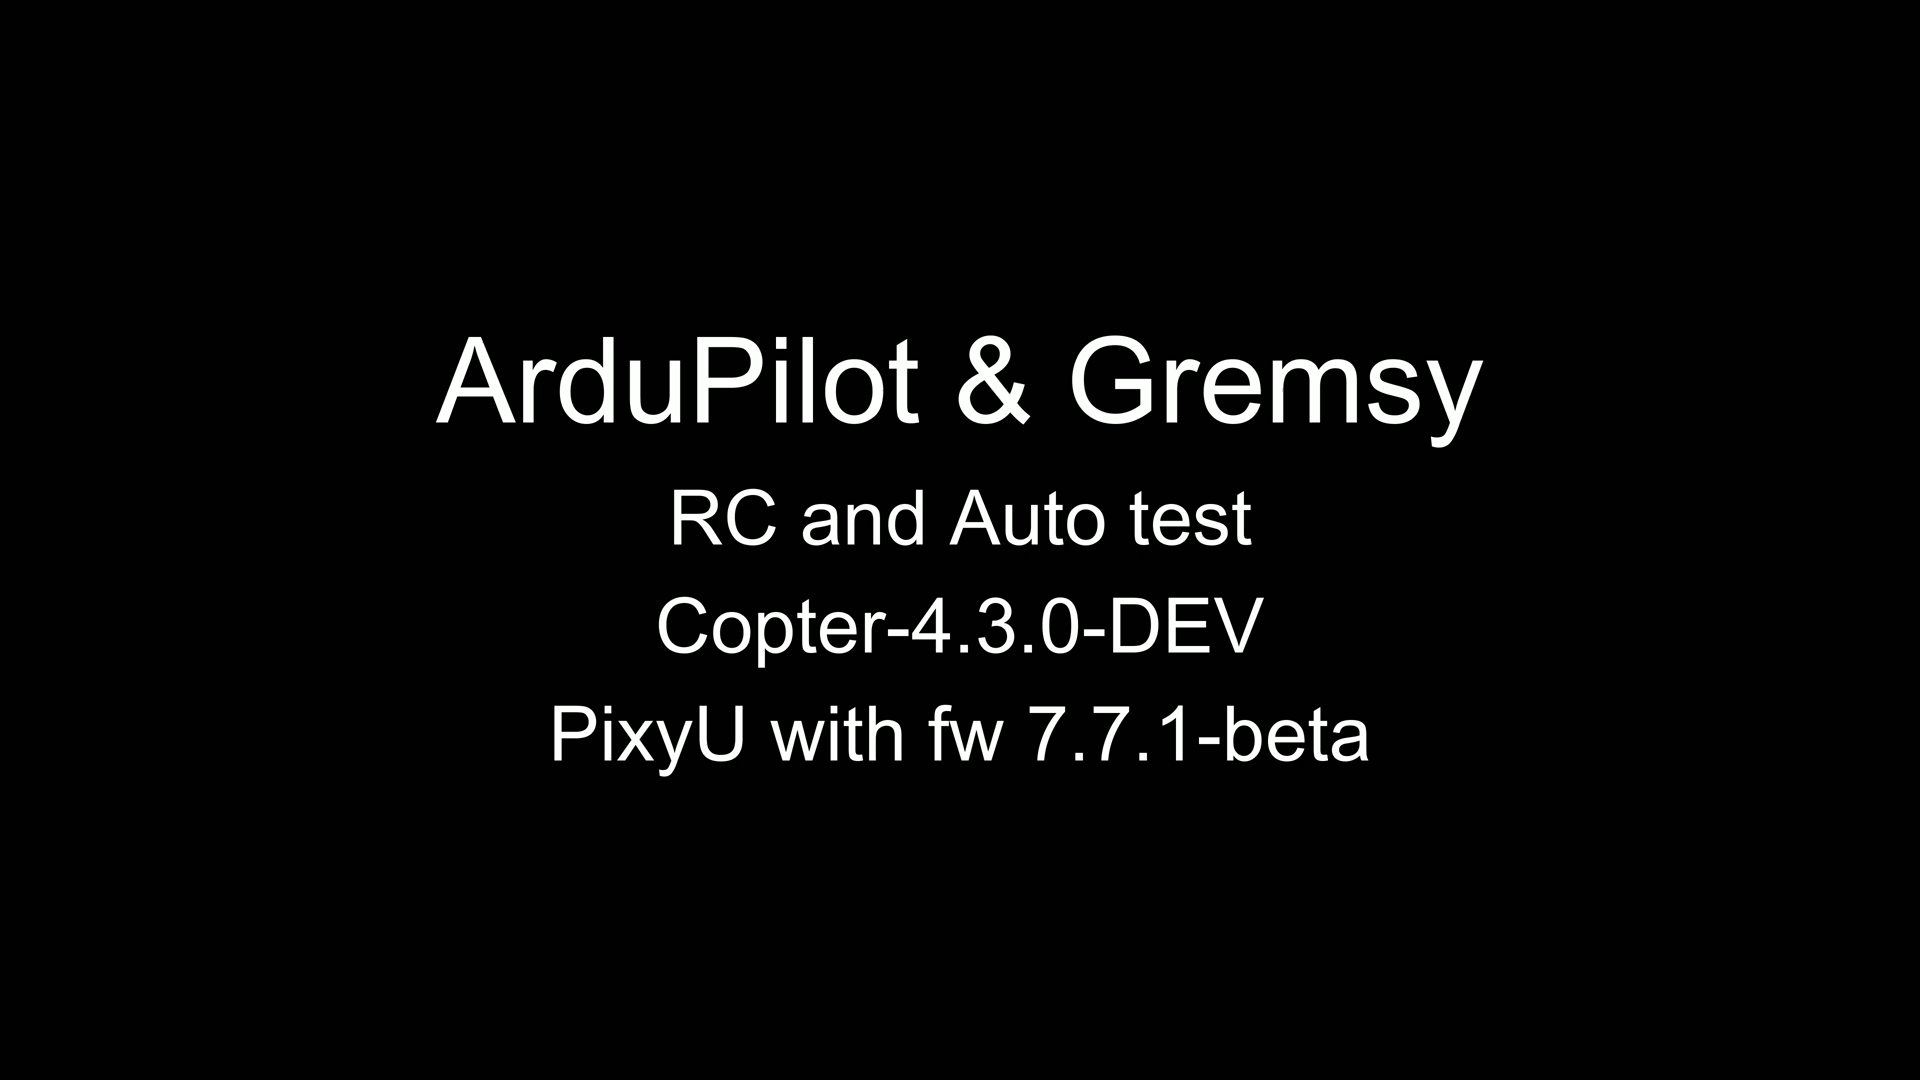 ArduPilot & Gremsy
RC and Auto test
Copter-4.3.0-DEV
PixyU with fw 7.7.1-beta